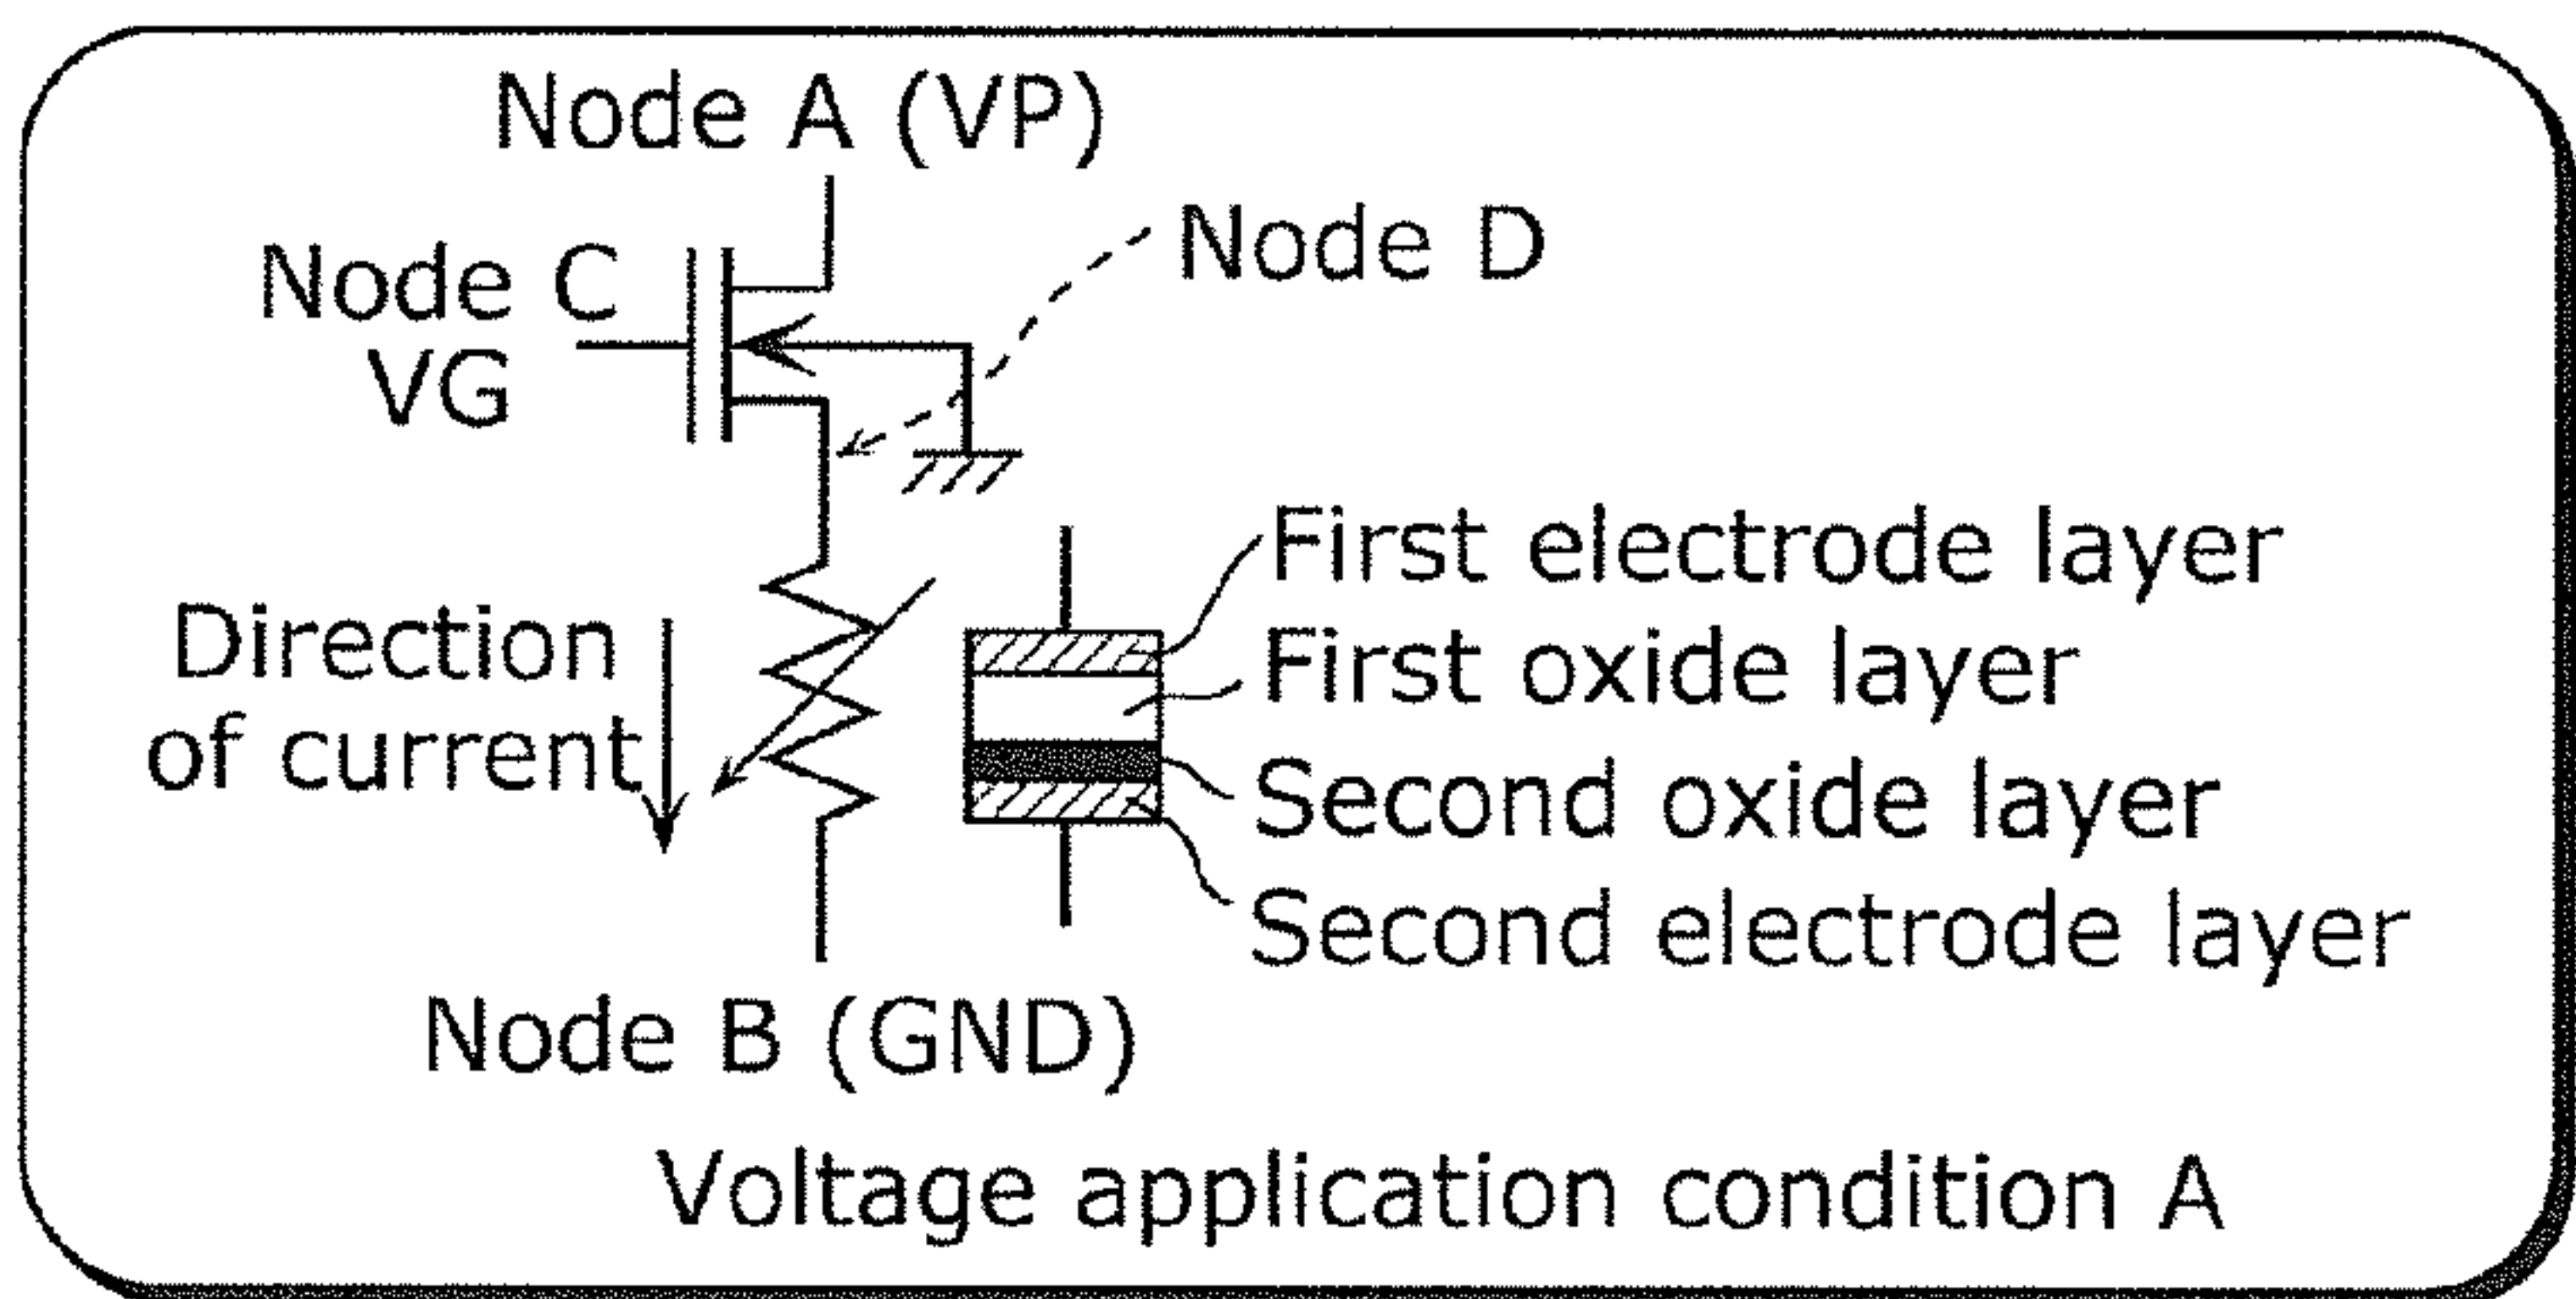 Node A (VP)
Node D
Node C
VG
First electrode layer
Direction
of current
First oxide layer
Second oxide layer
Second electrode layer
Node B (GND)
Voltage application condition A